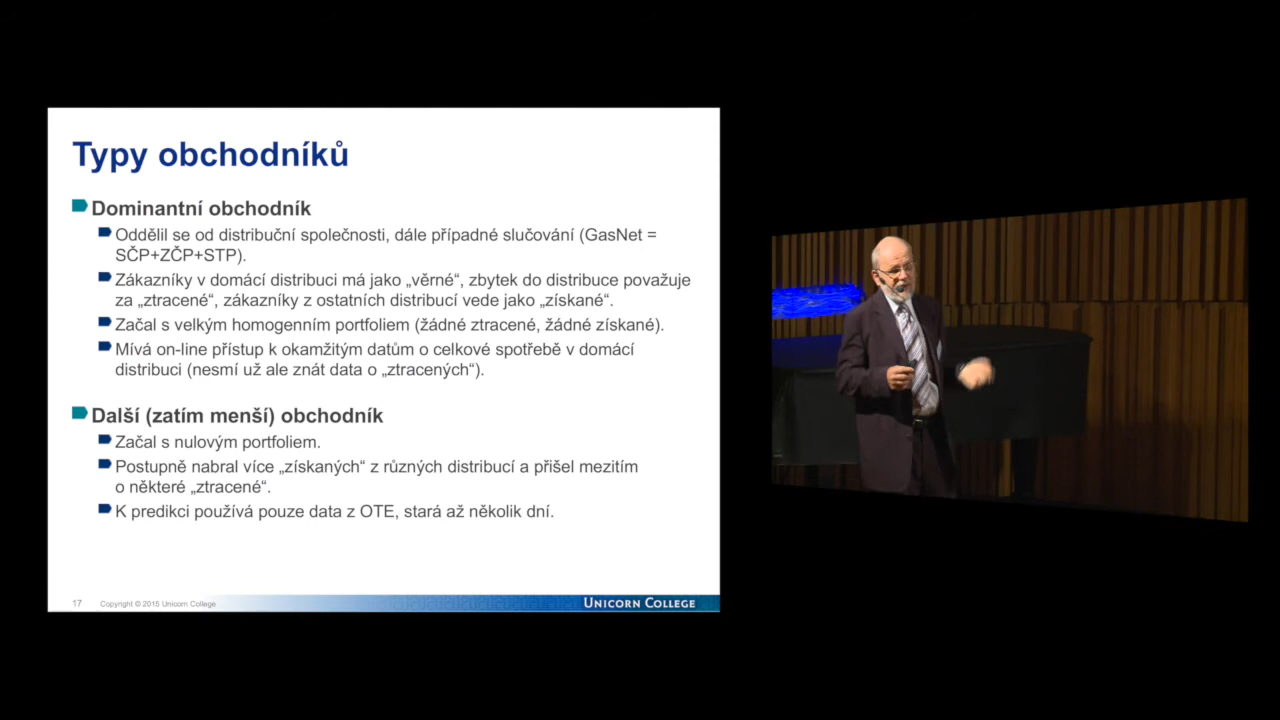 Typy obchodníků
Dominantní obchodník
Oddělil se od distribuční společnosti, dále případné slučování (GasNet =
SČP+ZČP+STP).
Zákazníky v domácí distribuci má jako „věrné“, zbytek do distribuce považuje
za „ztracené“, zákazníky z ostatních distribucí vede jako „získané“.
Začal s velkým homogenním portfoliem (žádné ztracené, žádné získané).
Mívá on-line přístup k okamžitým datům o celkové spotřebě v domácí
distribuci (nesmí už ale znát data o „ztracených“).
Další (zatím menší) obchodník
Začal s nulovým portfoliem.
Postupně nabral více „získaných“ z různých distribucí a přišel mezitím
o některé „ztracené“.
K predikci používá pouze data z OTE, stará až několik dní.
17 Copyright © 2015 Unicorn College
UNICORN COLLEGE